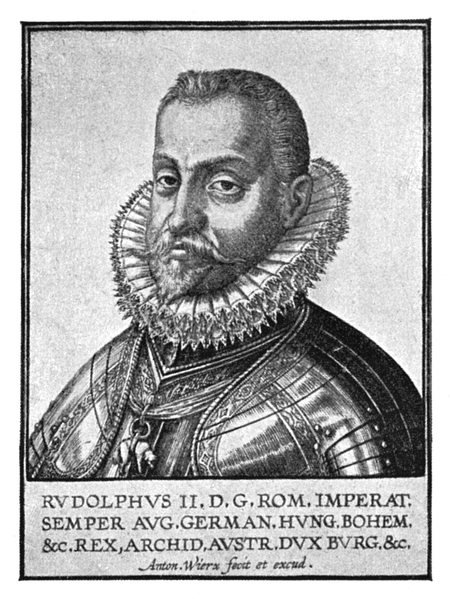 RVDOLPHVS II. D. G. ROM. IMPERAT.
SEMPER AVG. GERMAN. HVNG. BOHEM.
&c. REX, ARCHID. AVSTR. DVX BVRG. &c.
Anton. Wierx fecit et excud.